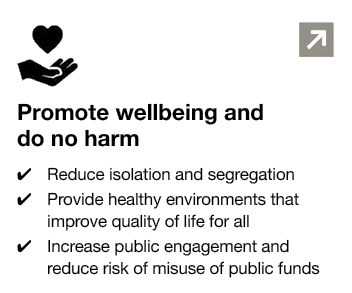 Promote wellbeing and
do no harm
✔ Reduce isolation and segregation
✔ Provide healthy environments that
improve quality of life for all
✔ Increase public engagement and
reduce risk of misuse of public funds